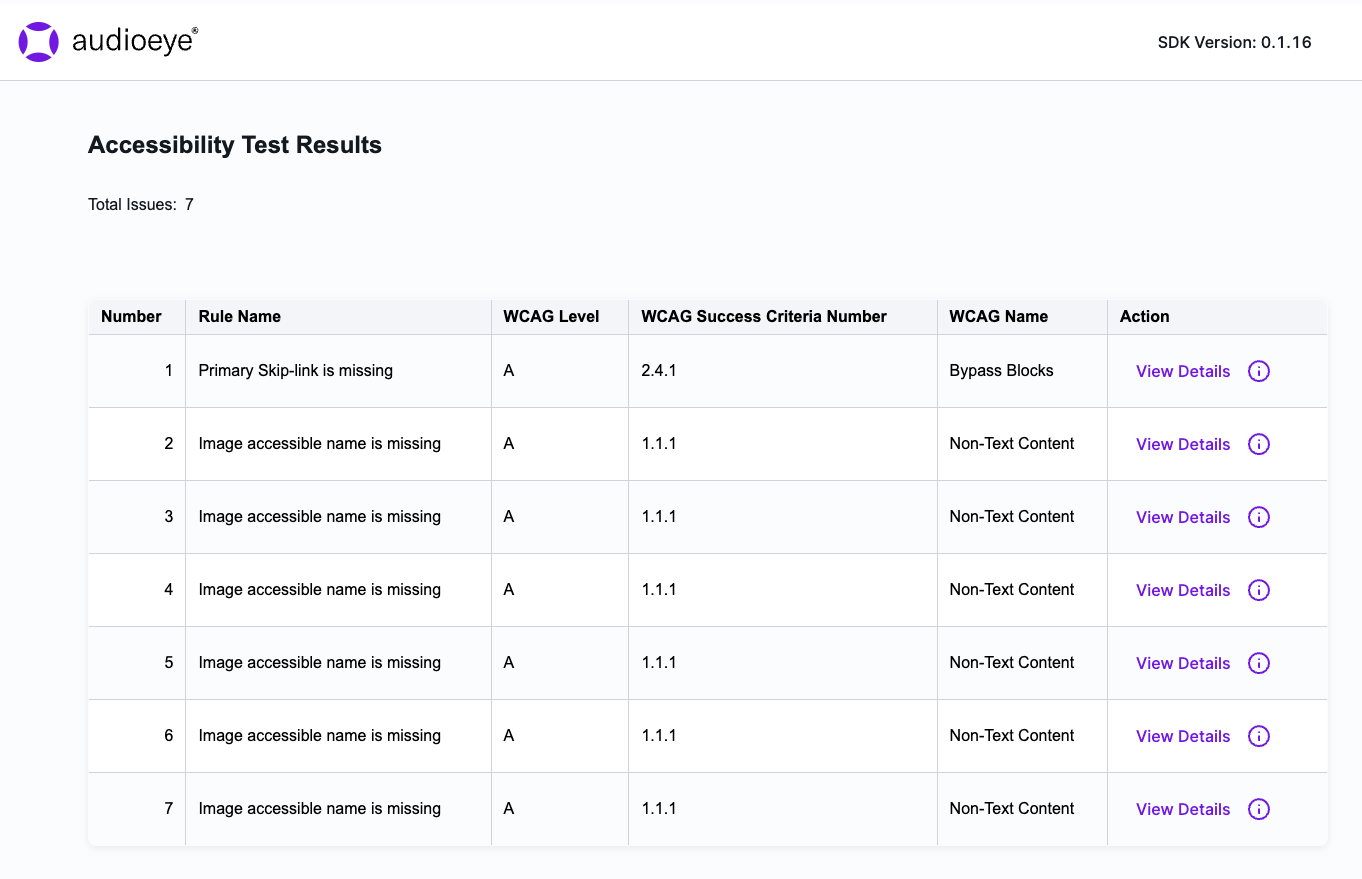 audioeye®
SDK Version: 0.1.16
Accessibility Test Results
Total Issues: 7
Number Rule Name WCAG Level WCAG Success Criteria Number WCAG Name Action
1 Primary Skip-link is missing A 2.4.1 Bypass Blocks View Details
2 Image accessible name is missing A 1.1.1 Non-Text Content View Details
3 Image accessible name is missing A 1.1.1 Non-Text Content View Details
4 Image accessible name is missing A 1.1.1 Non-Text Content View Details
5 Image accessible name is missing A 1.1.1 Non-Text Content View Details
6 Image accessible name is missing A 1.1.1 Non-Text Content View Details
7 Image accessible name is missing A 1.1.1 Non-Text Content View Details